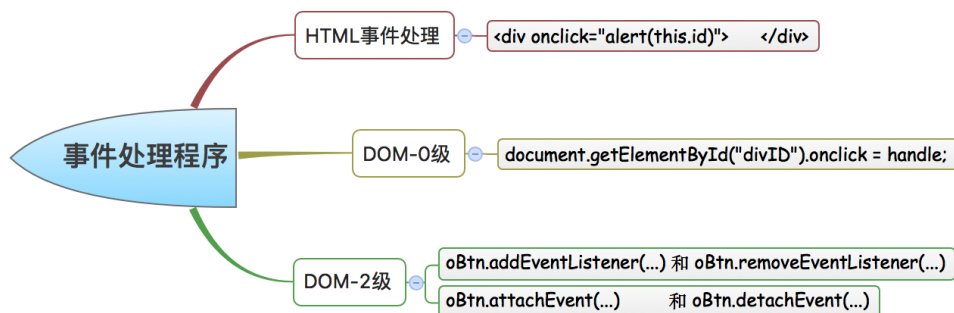 HTML事件处理
<div onclick="alert(this.id)"> </div>
事件处理程序
DOM-0级
document.getElementById("divID").onclick = handle;
DOM-2级
oBtn.addEventListener(...) 和 oBtn.removeEventListener(...)
oBtn.attachEvent(...) 和 oBtn.detachEvent(...)